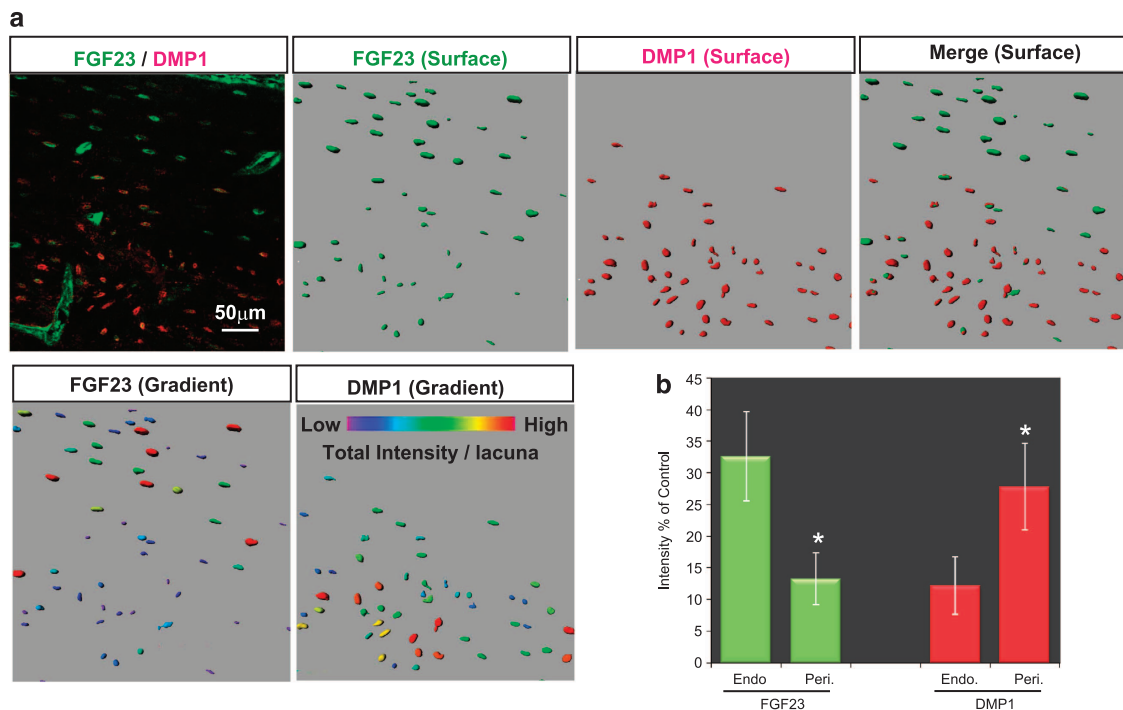 a
FGF23 / DMP1
FGF23 (Surface)
DMP1 (Surface)
Merge (Surface)
50μm
FGF23 (Gradient)
DMP1 (Gradient)
Low High
Total Intensity / lacuna
b
Intensity % of Control
45
40
35
30
25
20
15
10
5
0
*
*
Endo Peri. Endo. Peri.
FGF23 DMP1